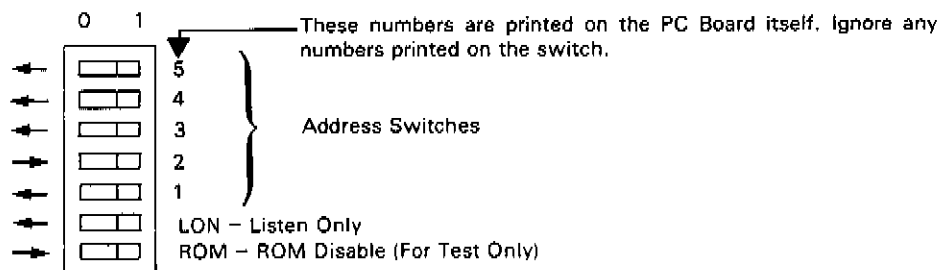 0 1
These numbers are printed on the PC Board itself. Ignore any
numbers printed on the switch.
5
4
3
Address Switches
2
1
LON – Listen Only
ROM – ROM Disable (For Test Only)